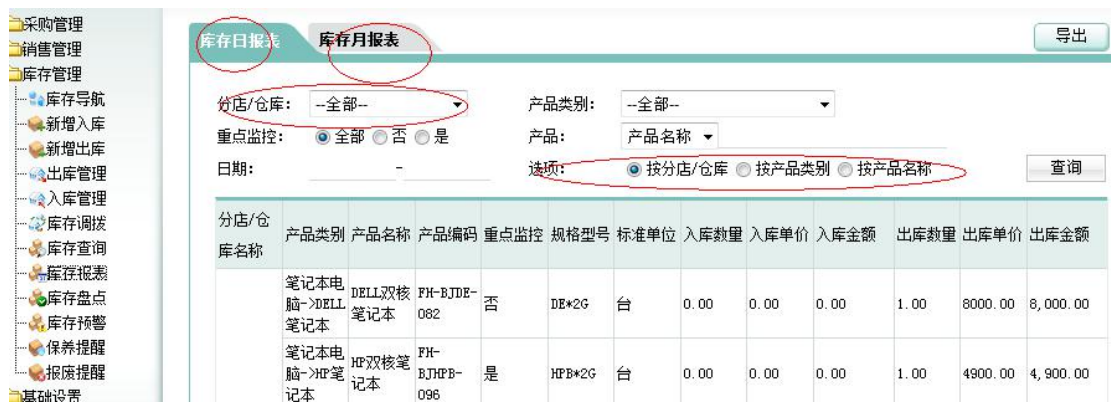 采购管理
销售管理
库存管理
库存导航
新增入库
新增出库
出库管理
入库管理
库存调拨
库存查询
库存报表
库存盘点
库存预警
保养提醒
报废提醒
基础设置
库存日报表 库存月报表 导出
分店/仓库: --全部-- 产品类别: --全部--
重点监控: 全部 否 是 产品: 产品名称
日期: - 选项: 按分店/仓库 按产品类别 按产品名称 查询
分店/仓
库名称
产品类别 产品名称 产品编码 重点监控 规格型号 标准单位 入库数量 入库单价 入库金额 出库数量 出库单价 出库金额
笔记本电
脑->DELL
笔记本
DELL双核
笔记本
FH-BJDE-
082
否 DE*2G 台 0.00 0.00 0.00 1.00 8000.00 8,000.00
笔记本电
脑->HP笔
记本
HP双核笔
记本
FH-
BJHPB-
096
是 HPB*2G 台 0.00 0.00 0.00 1.00 4900.00 4,900.00